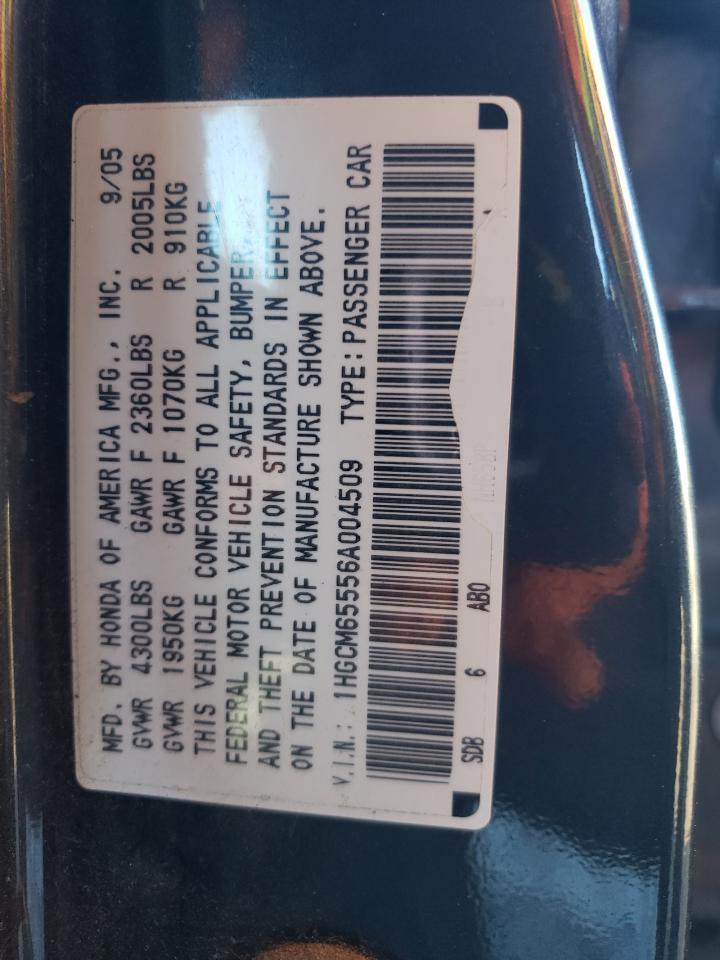 MFD. BY HONDA OF AMERICA MFG., INC. 9/05
GVWR 4300LBS GAWR F 2360LBS R 2005LBS
GVWR 1950KG GAWR F 1070KG R 910KG
THIS VEHICLE CONFORMS TO ALL APPLICABLE
FEDERAL MOTOR VEHICLE SAFETY, BUMPER,
AND THEFT PREVENTION STANDARDS IN EFFECT
ON THE DATE OF MANUFACTURE SHOWN ABOVE.
V.I.N.: 1HGCM65556A004509 TYPE: PASSENGER CAR
SDB 6 AB0